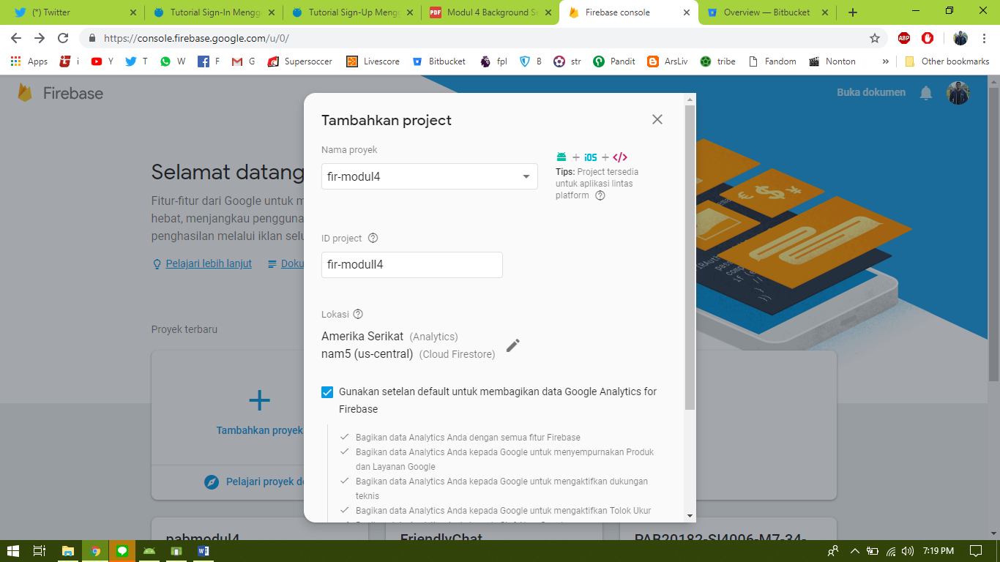 (*) Twitter
Tutorial Sign-In Mengg
Tutorial Sign-Up Meng
PDF Modul 4 Background Se
Firebase console
Overview — Bitbucket
https://console.firebase.google.com/u/0/
ABP
Apps i Y T W F G Supersoccer Livescore Bitbucket fpl B str Pandit ArsLiv tribe Fandom Nonton » Other bookmarks
Firebase
Buka dokumen
Selamat datang
Fitur-fitur dari Google untuk m
hebat, menjangkau pengguna
penghasilan melalui iklan selu
Pelajari lebih lanjut Doku
Proyek terbaru
Tambahkan proyek
Pelajari proyek de
pabmodul4
FriendlyChat
PAB20182-SI4006-M7-34-
Tambahkan project
Nama proyek
fir-modul4
+ iOS + </>
Tips: Project tersedia
untuk aplikasi lintas
platform
ID project
fir-modull4
Lokasi
Amerika Serikat (Analytics)
nam5 (us-central) (Cloud Firestore)
Gunakan setelan default untuk membagikan data Google Analytics for
Firebase
Bagikan data Analytics Anda dengan semua fitur Firebase
Bagikan data Analytics Anda kepada Google untuk menyempurnakan Produk
dan Layanan Google
Bagikan data Analytics Anda kepada Google untuk mengaktifkan dukungan
teknis
Bagikan data Analytics Anda kepada Google untuk mengaktifkan Tolok Ukur
7:19 PM